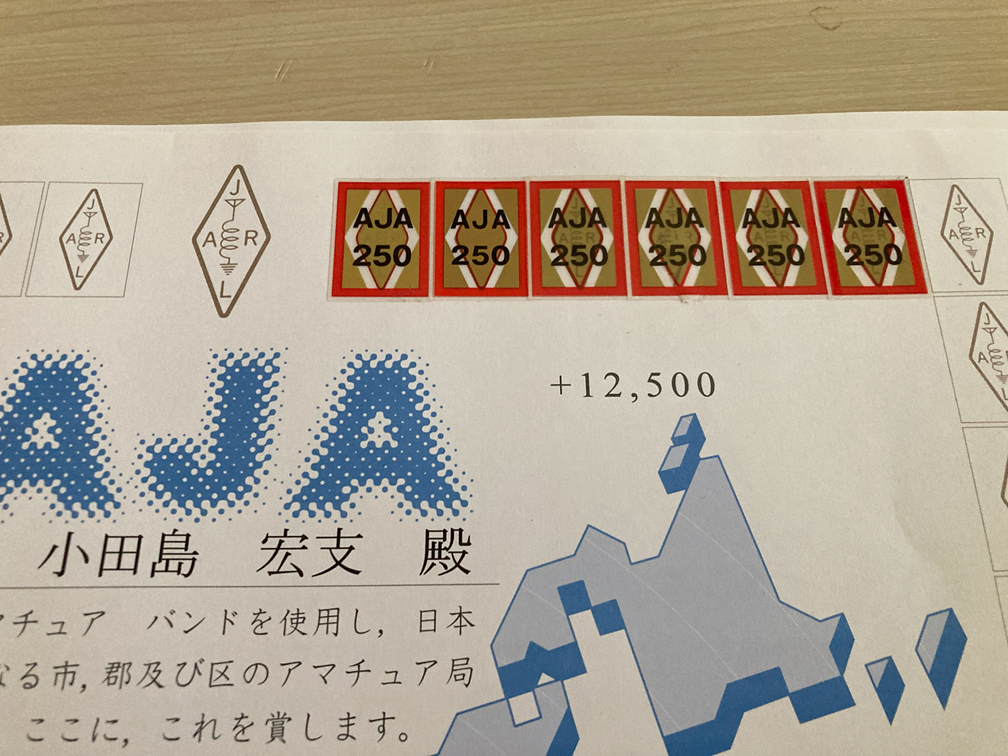 J
A R
L
J
A R
L
AJA 250
AJA 250
AJA 250
AJA 250
AJA 250
AJA 250
J
A R
L
J
A
+12,500
AJA
小田島 宏支 殿
マチュア バンドを使用し, 日本
なる市, 郡及び区のアマチュア局
ここに, これを賞します。